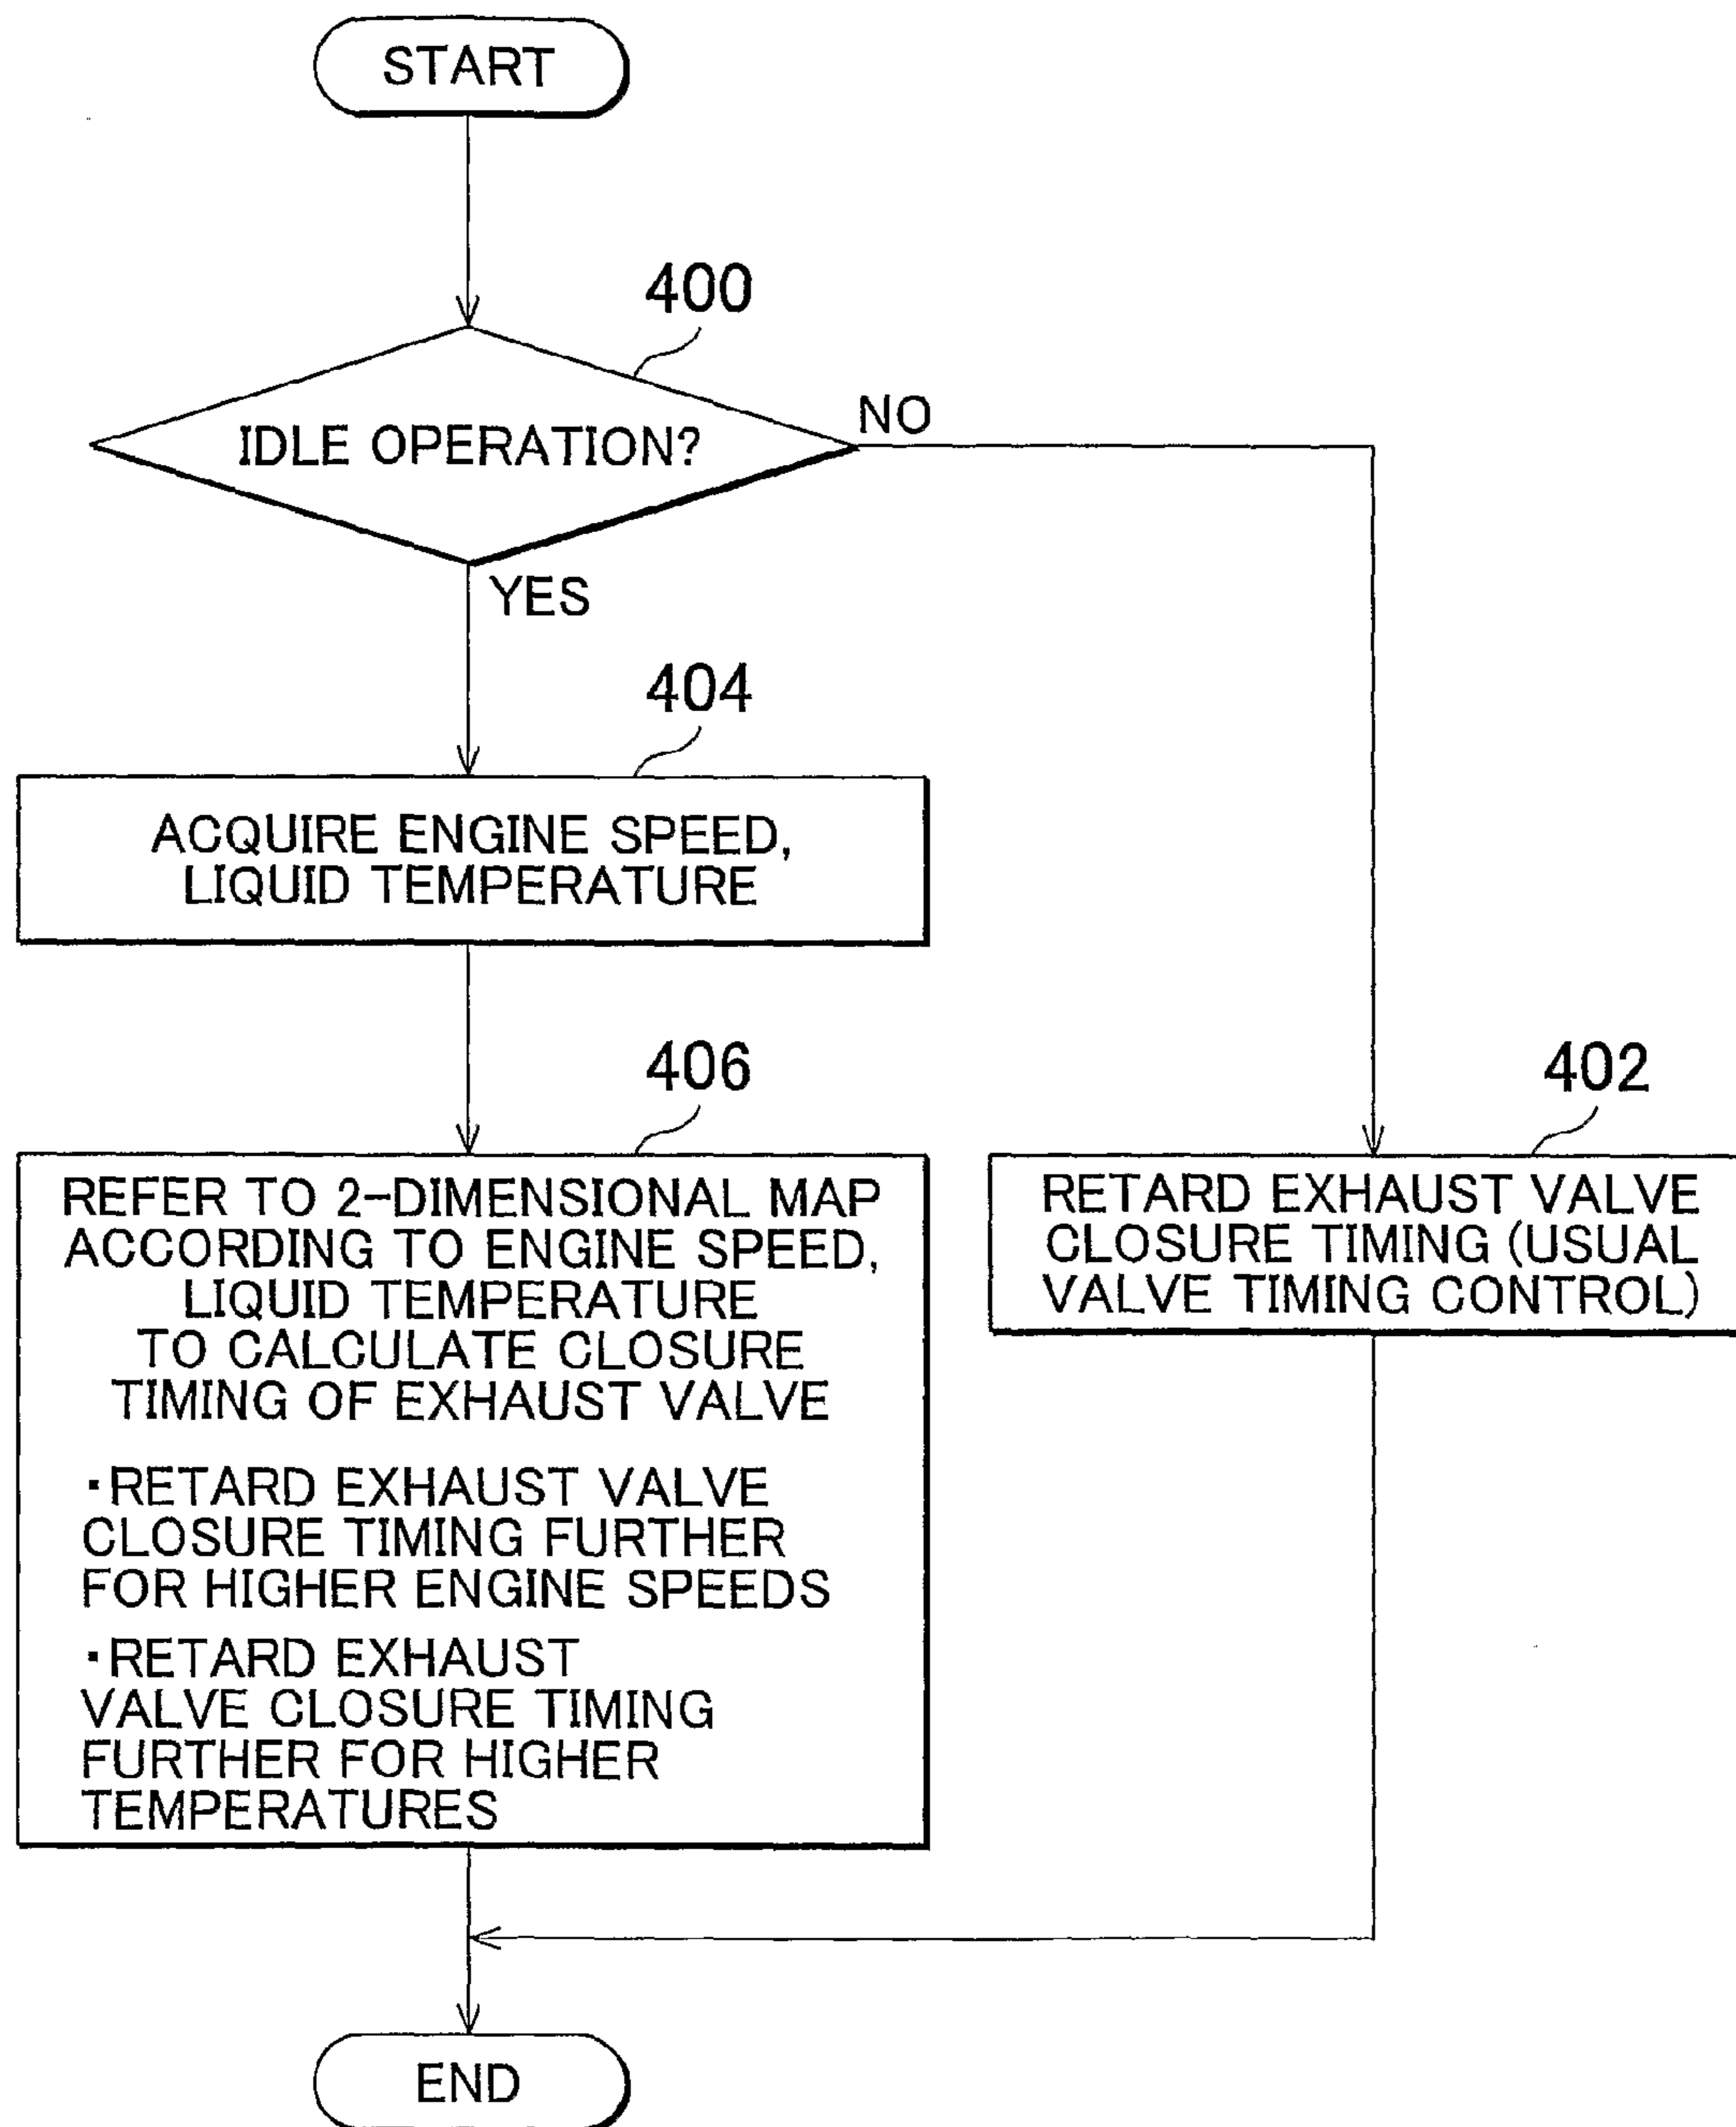 START
400
IDLE OPERATION?
NO
YES
404
ACQUIRE ENGINE SPEED,
LIQUID TEMPERATURE
406
REFER TO 2-DIMENSIONAL MAP
ACCORDING TO ENGINE SPEED,
LIQUID TEMPERATURE
TO CALCULATE CLOSURE
TIMING OF EXHAUST VALVE
・RETARD EXHAUST VALVE
CLOSURE TIMING FURTHER
FOR HIGHER ENGINE SPEEDS
・RETARD EXHAUST
VALVE CLOSURE TIMING
FURTHER FOR HIGHER
TEMPERATURES
402
RETARD EXHAUST VALVE
CLOSURE TIMING (USUAL
VALVE TIMING CONTROL)
END